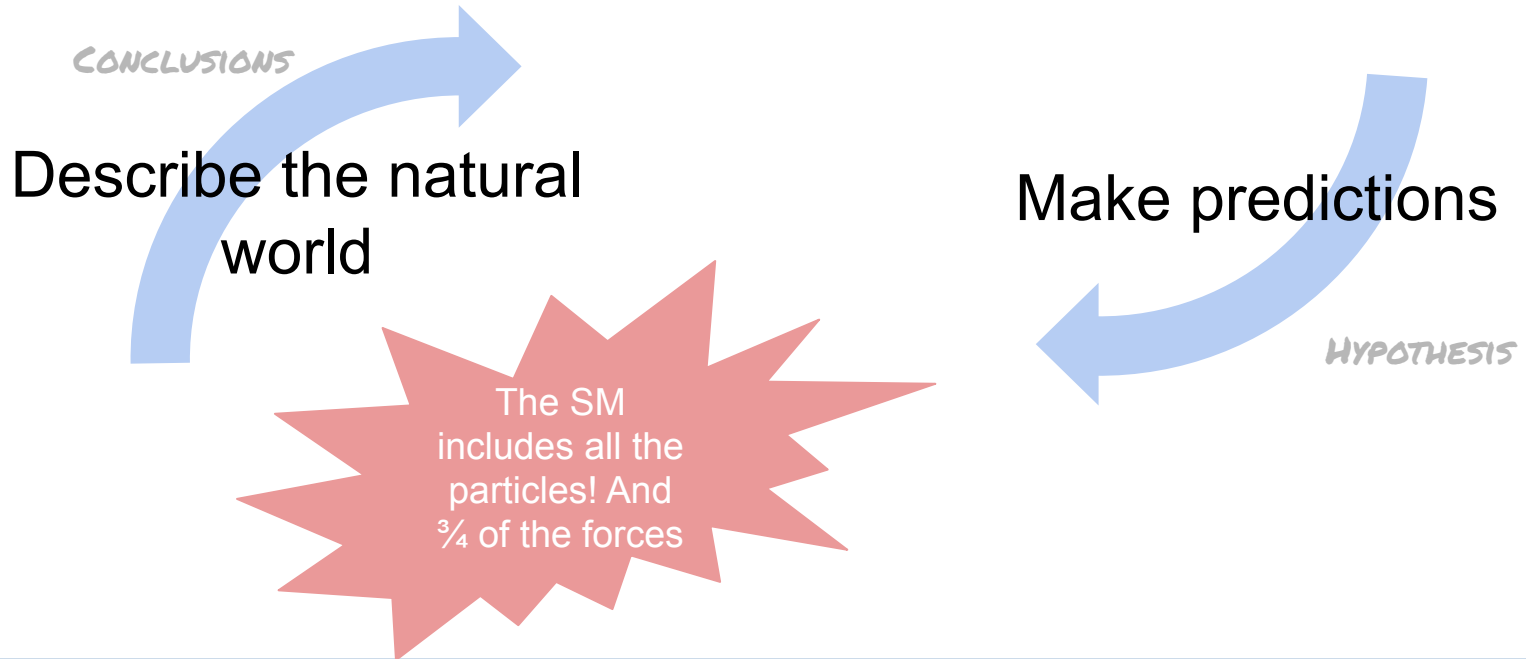 CONCLUSIONS
Describe the natural
world
Make predictions
HYPOTHESIS
The SM
includes all the
particles! And
¾ of the forces